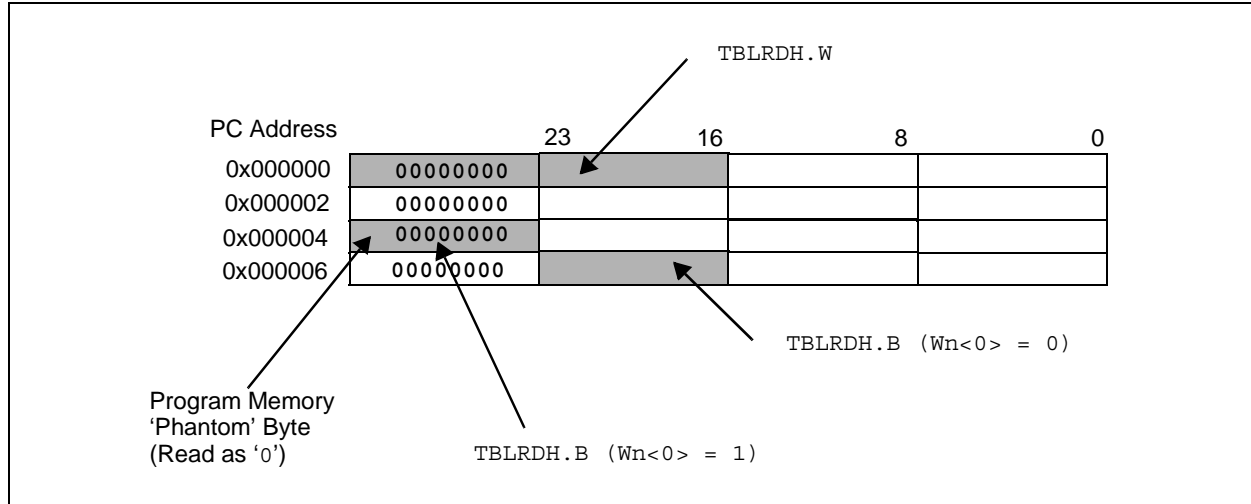 TBLRDH.W
PC Address
23 16 8 0
0x000000 00000000
0x000002 00000000
0x000004 00000000
0x000006 00000000
TBLRDH.B (Wn<0> = 0)
Program Memory
‘Phantom’ Byte
(Read as ‘0’)
TBLRDH.B (Wn<0> = 1)